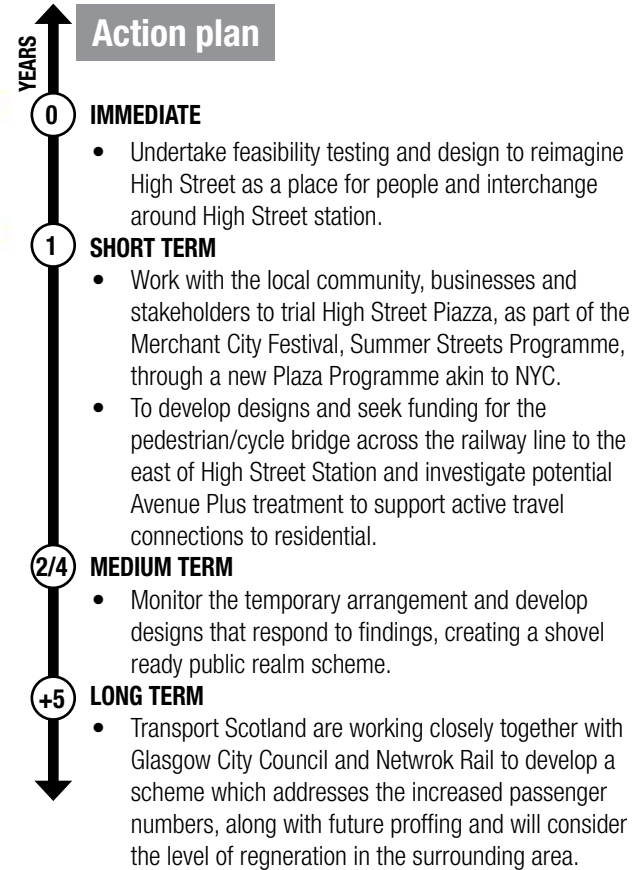 Action plan
YEARS
0
IMMEDIATE
• Undertake feasibility testing and design to reimagine
High Street as a place for people and interchange
around High Street station.
1
SHORT TERM
• Work with the local community, businesses and
stakeholders to trial High Street Piazza, as part of the
Merchant City Festival, Summer Streets Programme,
through a new Plaza Programme akin to NYC.
• To develop designs and seek funding for the
pedestrian/cycle bridge across the railway line to the
east of High Street Station and investigate potential
Avenue Plus treatment to support active travel
connections to residential.
2/4
MEDIUM TERM
• Monitor the temporary arrangement and develop
designs that respond to findings, creating a shovel
ready public realm scheme.
+5
LONG TERM
• Transport Scotland are working closely together with
Glasgow City Council and Netwrok Rail to develop a
scheme which addresses the increased passenger
numbers, along with future proffing and will consider
the level of regneration in the surrounding area.